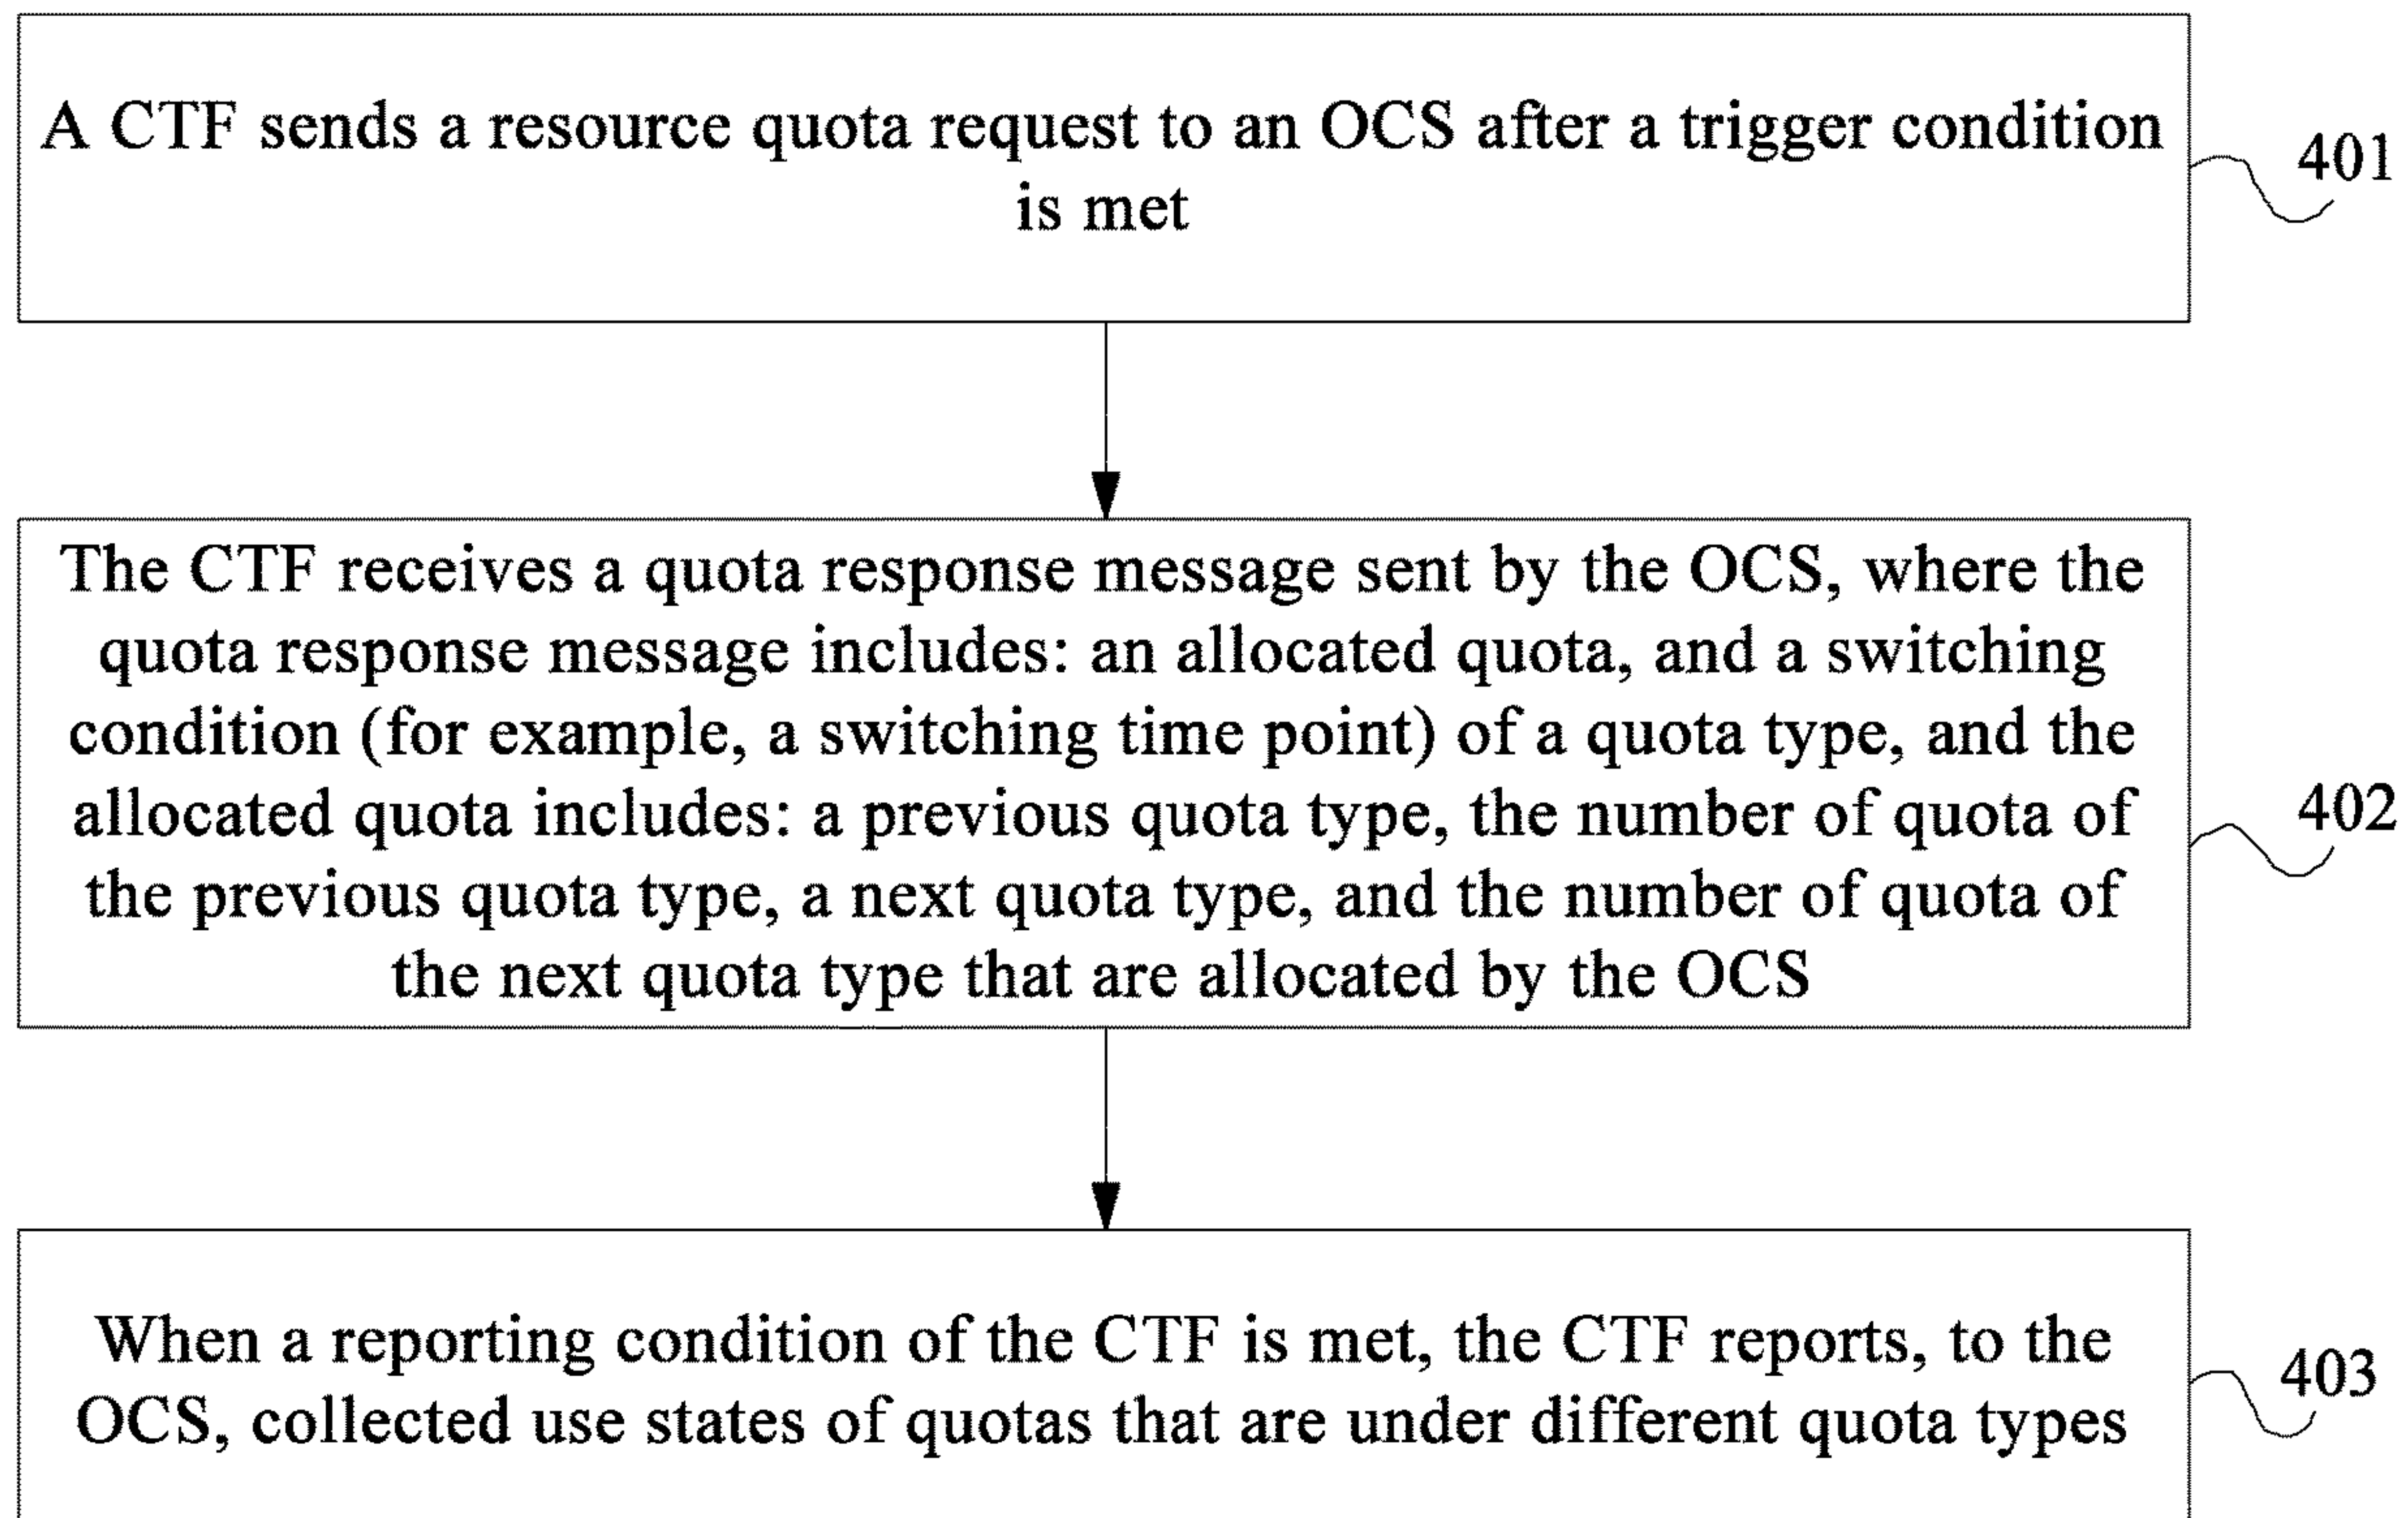 A CTF sends a resource quota request to an OCS after a trigger condition
is met
401
The CTF receives a quota response message sent by the OCS, where the
quota response message includes: an allocated quota, and a switching
condition (for example, a switching time point) of a quota type, and the
allocated quota includes: a previous quota type, the number of quota of
the previous quota type, a next quota type, and the number of quota of
the next quota type that are allocated by the OCS
402
When a reporting condition of the CTF is met, the CTF reports, to the
OCS, collected use states of quotas that are under different quota types
403